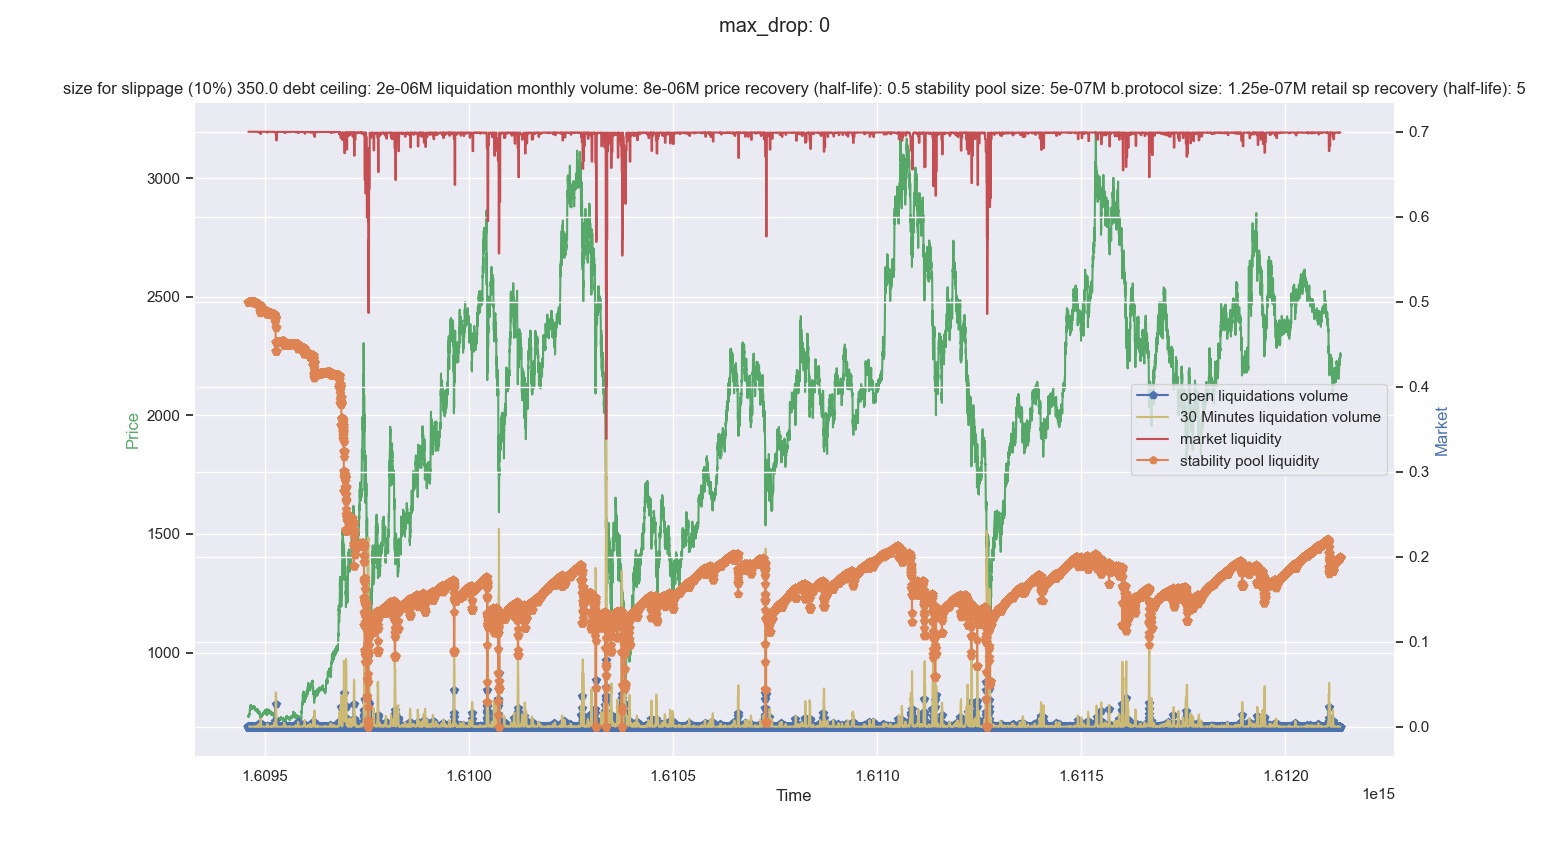 max_drop: 0
size for slippage (10%) 350.0 debt ceiling: 2e-06M liquidation monthly volume: 8e-06M price recovery (half-life): 0.5 stability pool size: 5e-07M b.protocol size: 1.25e-07M retail sp recovery (half-life): 5
3000
2500
2000
1500
1000
Price
0.7
0.6
0.5
0.4
0.3
0.2
0.1
0.0
Market
open liquidations volume
30 Minutes liquidation volume
market liquidity
stability pool liquidity
1.6095 1.6100 1.6105 1.6110 1.6115 1.6120
Time
1e15